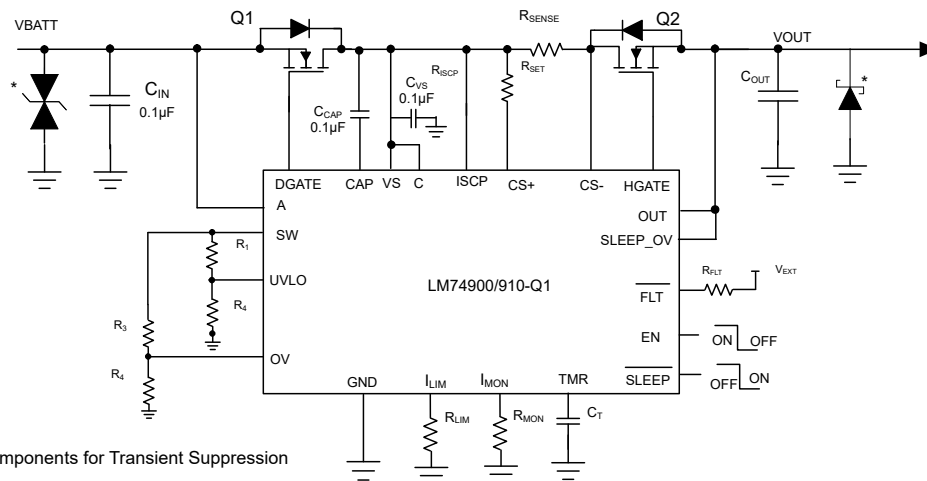 VBATT
Q1
RSENSE
Q2
VOUT
*
CIN
0.1µF
CCAP
0.1µF
RISCP
CVS
0.1µF
RSET
COUT
*
DGATE
CAP
VS
C
ISCP
CS+
CS-
HGATE
A
OUT
SW
SLEEP_OV
R1
UVLO
LM74900/910-Q1
RFLT
VEXT
FLT
R4
R3
EN
ON
OFF
OV
R4
SLEEP
OFF
ON
GND
ILIM
IMON
TMR
RLIM
RMON
CT
mponents for Transient Suppression